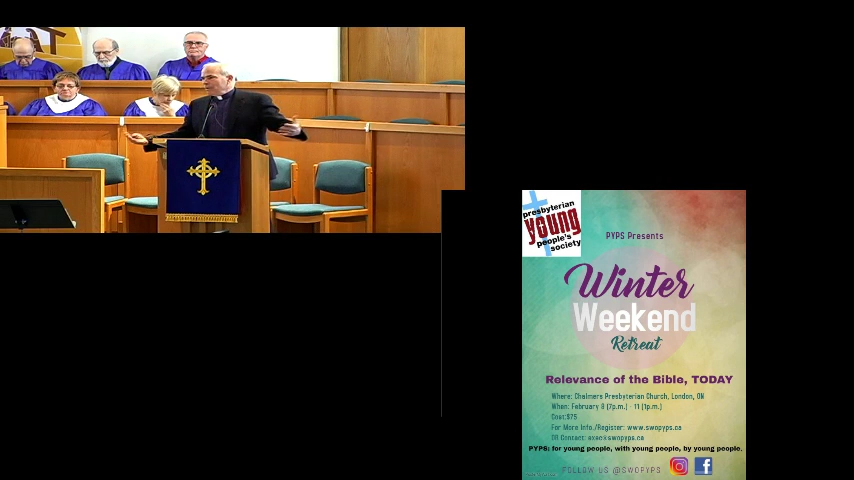 presbyterian
young
people's
society
PYPS Presents
Winter
Weekend
Retreat
Relevance of the Bible, TODAY
Where: Chalmers Presbyterian Church, London, ON
When: February 8 (7p.m.) - 11 (1p.m.)
Cost:$75
For More Info./Register: www.swopyps.ca
OR Contact: exec@swopyps.ca
PYPS: for young people, with young people, by young people.
FOLLOW US @SWOPYPS